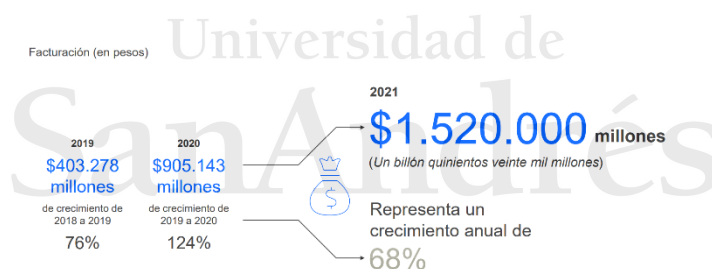 Universidad de
SanAndrés
Facturación (en pesos)
2019
$403.278
millones
de crecimiento de
2018 a 2019
76%
2020
$905.143
millones
de crecimiento de
2019 a 2020
124%
$
2021
$1.520.000 millones
(Un billón quinientos veinte mil millones)
Representa un
crecimiento anual de
68%